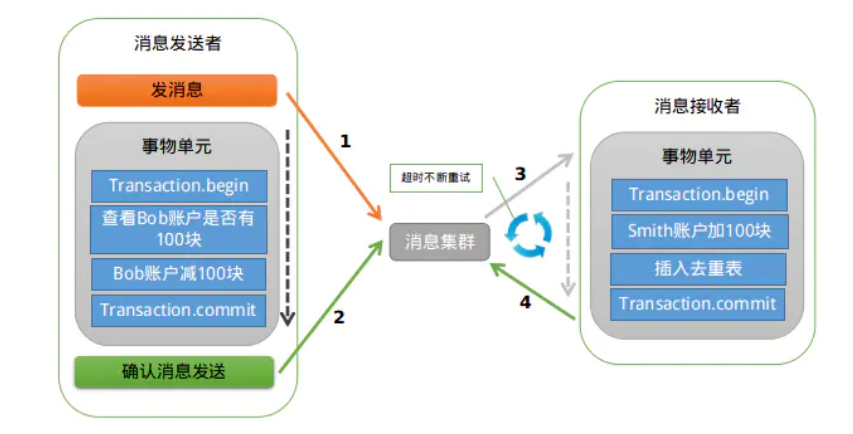 消息发送者
发消息
事物单元
Transaction.begin
查看Bob账户是否有
100块
Bob账户减100块
Transaction.commit
确认消息发送
1
2
超时不断重试
消息集群
3
4
消息接收者
事物单元
Transaction.begin
Smith账户加100块
插入去重表
Transaction.commit